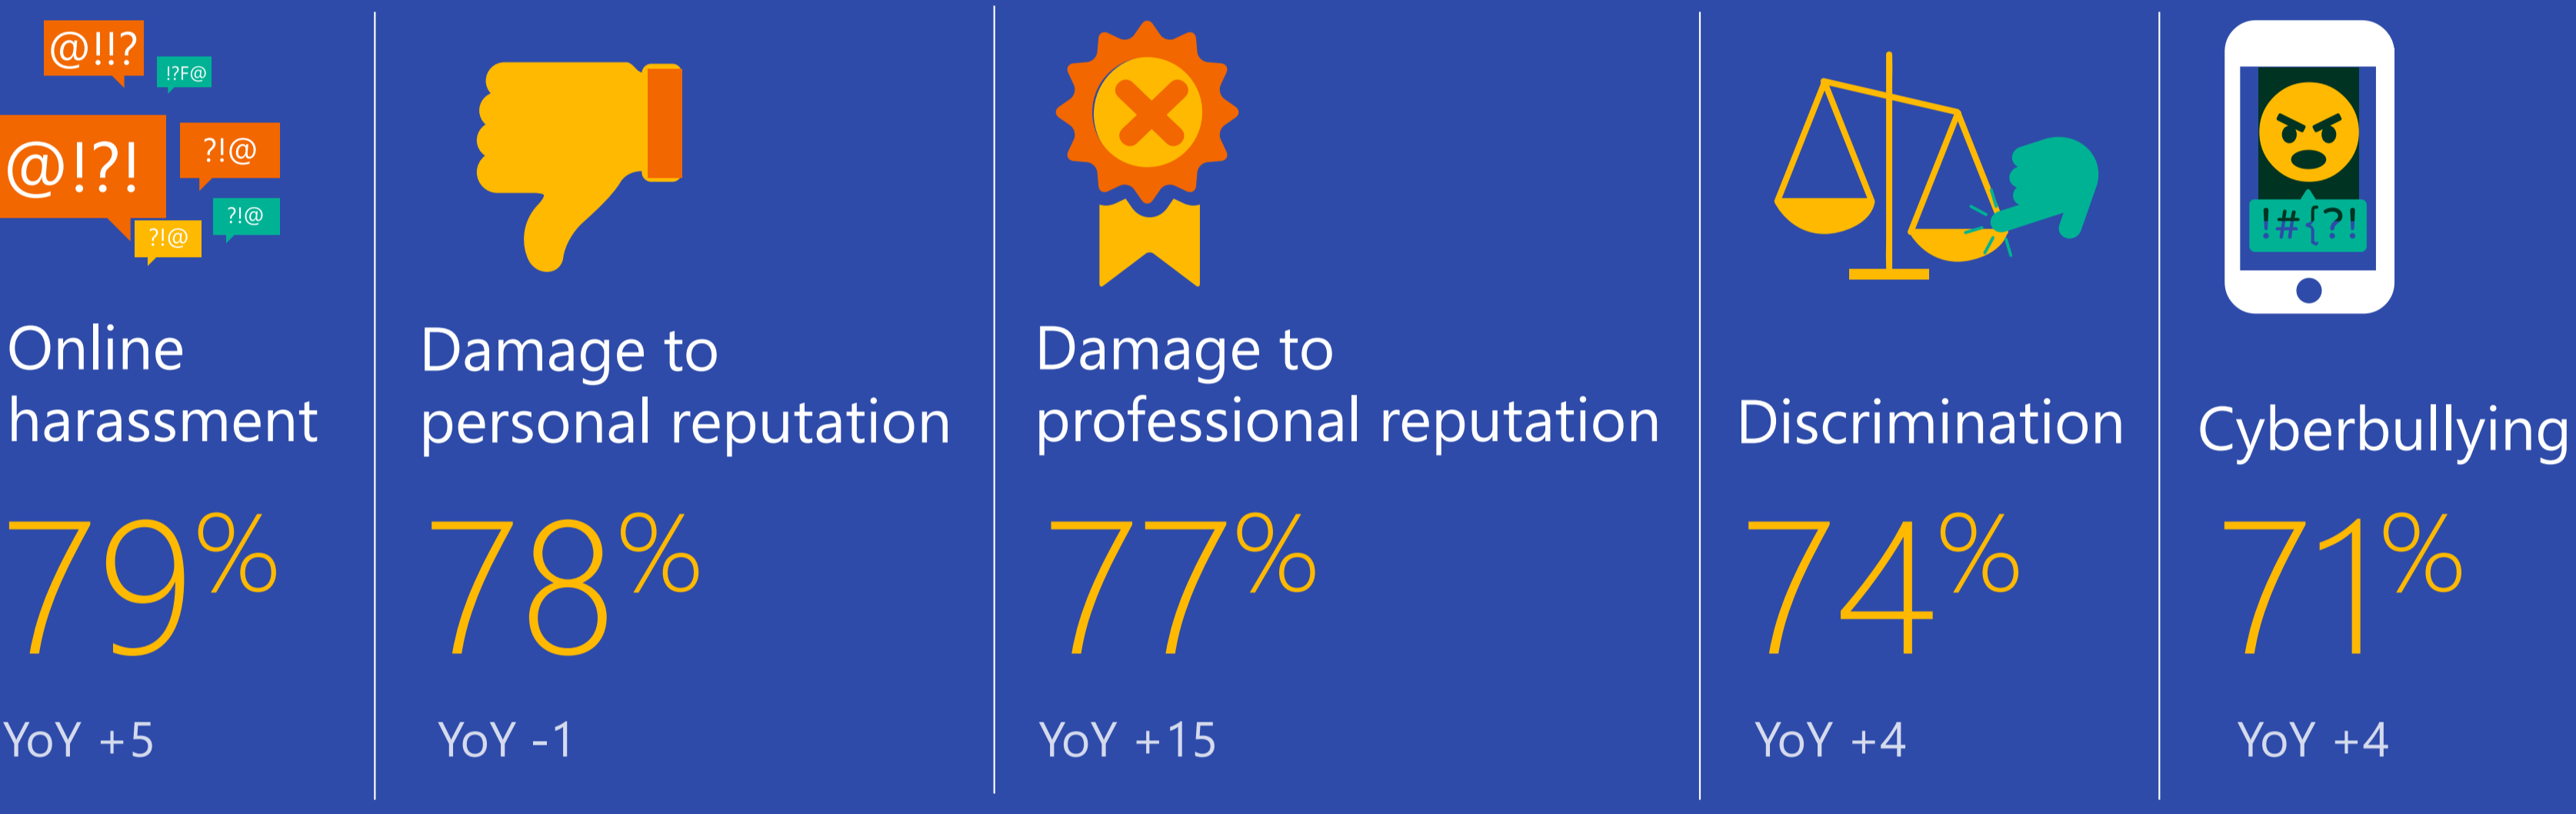 @!!?
!?F@
@!?!
?!@
?!@
?!@
Online
harassment
79%
YoY +5
Damage to
personal reputation
78%
YoY -1
Damage to
professional reputation
77%
YoY +15
Discrimination
74%
YoY +4
!#{?!
Cyberbullying
71%
YoY +4